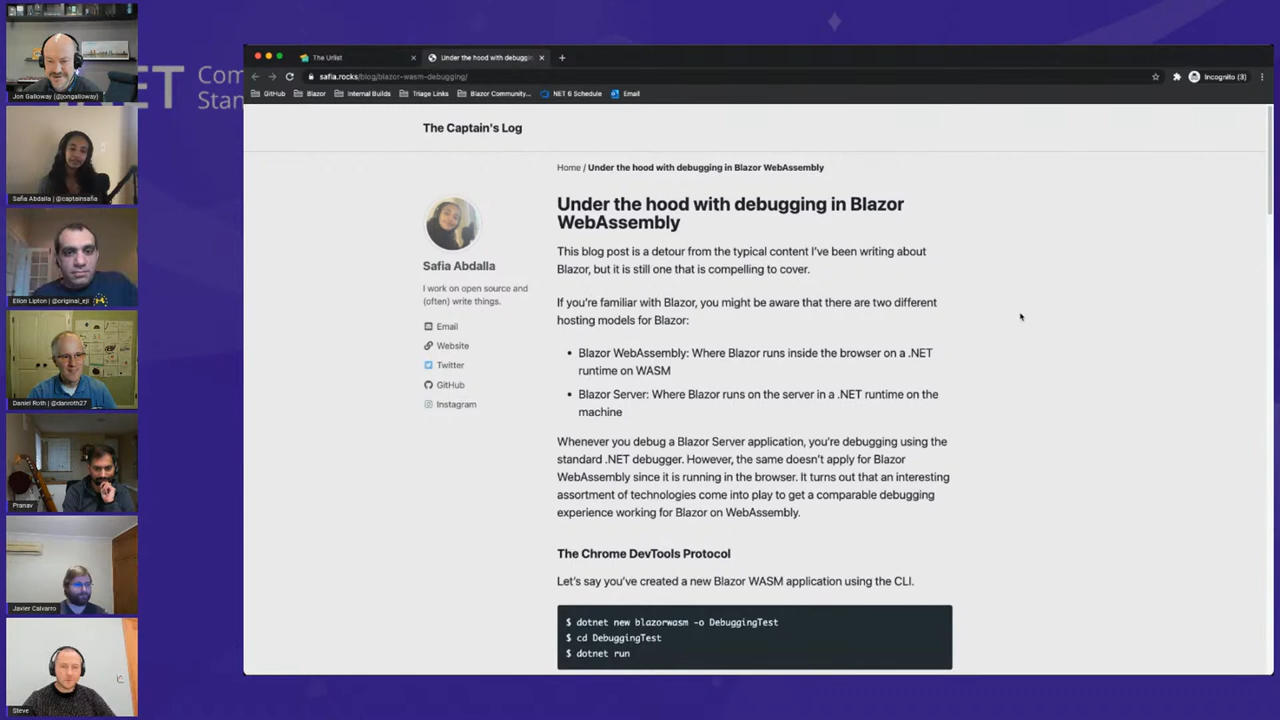 Jon Galloway (@jongalloway)
Safia Abdalla | @captainsafia
Eilon Lipton | @original_ejl
Daniel Roth | @danroth27
Pranav
Javier Calvarro
Steve
.NET
Com
Stan
The Urlist
Under the hood with debuggin
safia.rocks/blog/blazor-wasm-debugging/
Incognito (3)
GitHub
Blazor
Internal Builds
Triage Links
Blazor Community...
.NET 6 Schedule
Email
The Captain's Log
Home / Under the hood with debugging in Blazor WebAssembly
Safia Abdalla
I work on open source and
(often) write things.
Email
Website
Twitter
GitHub
Instagram
Under the hood with debugging in Blazor
WebAssembly
This blog post is a detour from the typical content I've been writing about
Blazor, but it is still one that is compelling to cover.
If you're familiar with Blazor, you might be aware that there are two different
hosting models for Blazor:
• Blazor WebAssembly: Where Blazor runs inside the browser on a .NET
runtime on WASM
• Blazor Server: Where Blazor runs on the server in a .NET runtime on the
machine
Whenever you debug a Blazor Server application, you're debugging using the
standard .NET debugger. However, the same doesn't apply for Blazor
WebAssembly since it is running in the browser. It turns out that an interesting
assortment of technologies come into play to get a comparable debugging
experience working for Blazor on WebAssembly.
The Chrome DevTools Protocol
Let's say you've created a new Blazor WASM application using the CLI.
$ dotnet new blazorwasm -o DebuggingTest
$ cd DebuggingTest
$ dotnet run